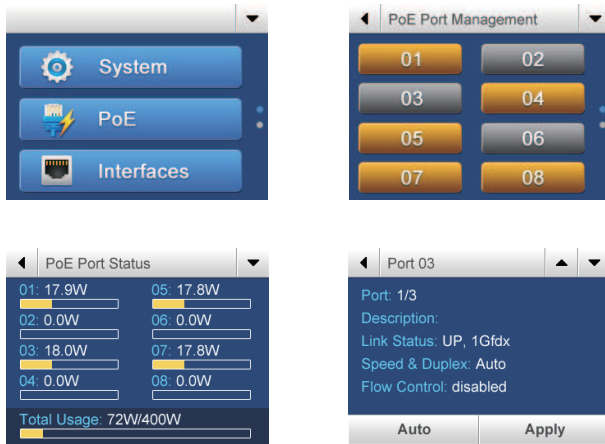 System
PoE
Interfaces
PoE Port Management
01 02
03 04
05 06
07 08
PoE Port Status
01: 17.9W 05: 17.8W
02: 0.0W 06: 0.0W
03: 18.0W 07: 17.8W
04: 0.0W 08: 0.0W
Total Usage: 72W/400W
Port 03
Port: 1/3
Description:
Link Status: UP, 1Gfdx
Speed & Duplex: Auto
Flow Control: disabled
Auto Apply